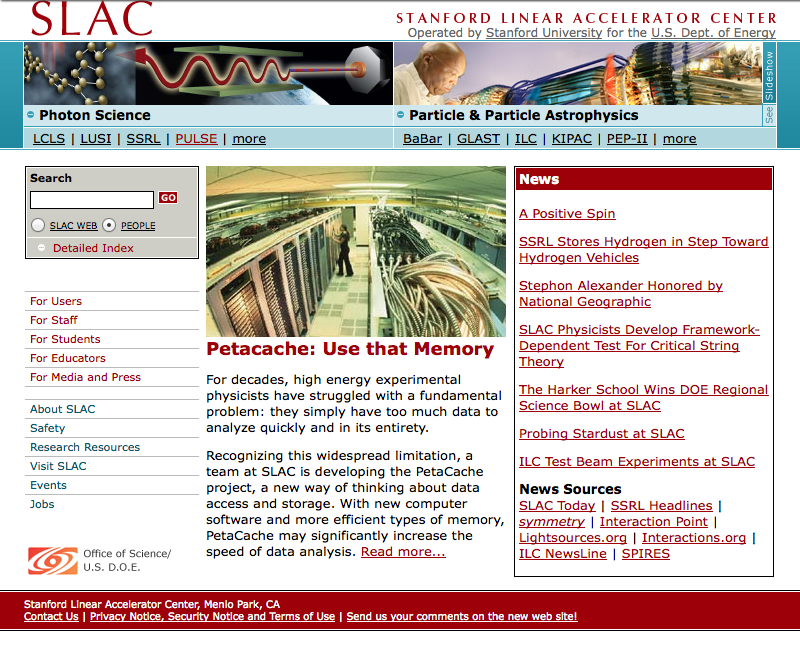 SLAC
STANFORD LINEAR ACCELERATOR CENTER
Operated by Stanford University for the U.S. Dept. of Energy
See Slideshow
Photon Science
LCLS | LUSI | SSRL | PULSE | more
Particle & Particle Astrophysics
BaBar | GLAST | ILC | KIPAC | PEP-II | more
Search
GO
SLAC WEB PEOPLE
Detailed Index
For Users
For Staff
For Students
For Educators
For Media and Press
About SLAC
Safety
Research Resources
Visit SLAC
Events
Jobs
Office of Science/
U.S. D.O.E.
Petacache: Use that Memory
For decades, high energy experimental
physicists have struggled with a fundamental
problem: they simply have too much data to
analyze quickly and in its entirety.
Recognizing this widespread limitation, a
team at SLAC is developing the PetaCache
project, a new way of thinking about data
access and storage. With new computer
software and more efficient types of memory,
PetaCache may significantly increase the
speed of data analysis. Read more...
News
A Positive Spin
SSRL Stores Hydrogen in Step Toward
Hydrogen Vehicles
Stephon Alexander Honored by
National Geographic
SLAC Physicists Develop Framework-
Dependent Test For Critical String
Theory
The Harker School Wins DOE Regional
Science Bowl at SLAC
Probing Stardust at SLAC
ILC Test Beam Experiments at SLAC
News Sources
SLAC Today | SSRL Headlines |
symmetry | Interaction Point |
Lightsources.org | Interactions.org |
ILC NewsLine | SPIRES
Stanford Linear Accelerator Center, Menlo Park, CA
Contact Us | Privacy Notice, Security Notice and Terms of Use | Send us your comments on the new web site!